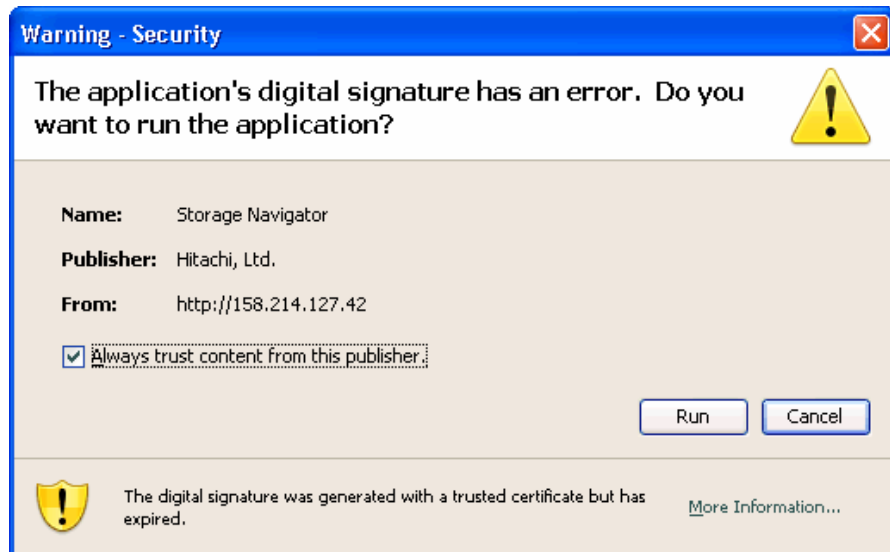 Warning - Security
The application's digital signature has an error.  Do you
want to run the application?
Name: Storage Navigator
Publisher: Hitachi, Ltd.
From: http://158.214.127.42
Always trust content from this publisher.
Run Cancel
The digital signature was generated with a trusted certificate but has
expired.
More Information...